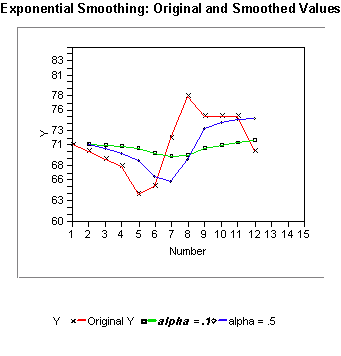 Exponential Smoothing: Original and Smoothed Values
83
81
78
76
73
71
68
66
63
60
Y
1 2 3 4 5 6 7 8 9 10 11 12 13 14 15
Number
Y Original Y alpha = .1 alpha = .5